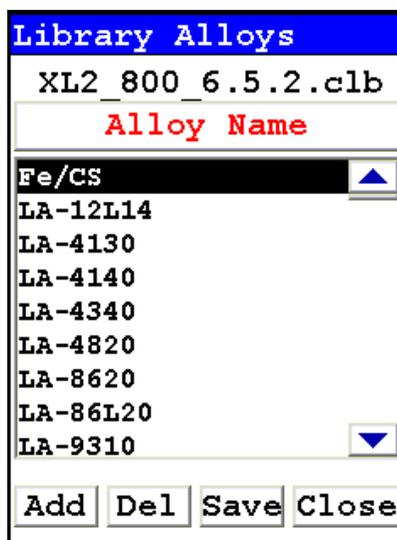 Library Alloys
XL2_800_6.5.2.clb
Alloy Name
Fe/CS
LA-12L14
LA-4130
LA-4140
LA-4340
LA-4820
LA-8620
LA-86L20
LA-9310
Add Del Save Close